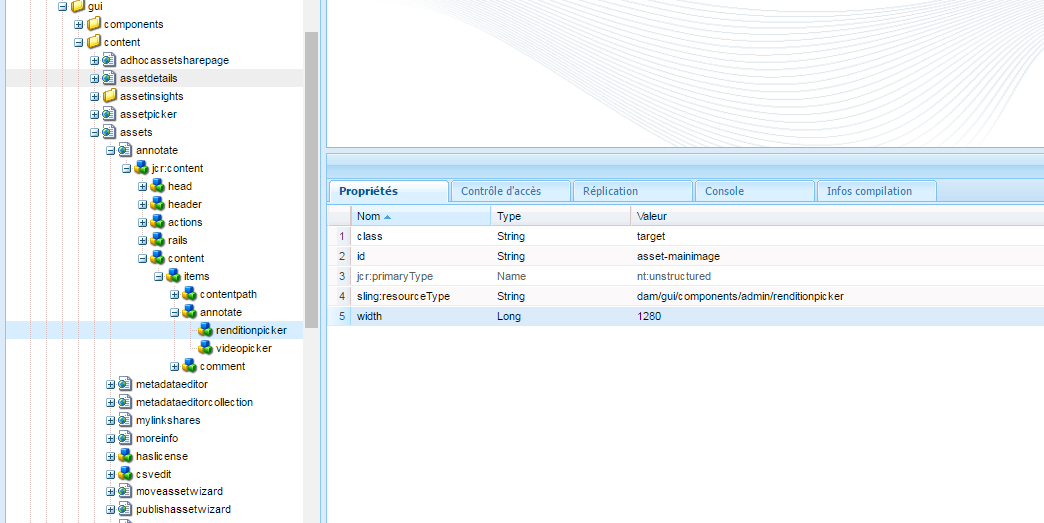 gui
components
content
adhocassetsharepage
assetdetails
assetinsights
assetpicker
assets
annotate
jcr:content
head
header
actions
rails
content
items
contentpath
annotate
renditionpicker
videopicker
comment
metadataeditor
metadataeditorcollection
mylinkshares
moreinfo
haslicense
csvedit
moveassetwizard
publishassetwizard
Propriétés Contrôle d'accès Réplication Console Infos compilation
Nom Type Valeur
1 class String target
2 id String asset-mainimage
3 jcr:primaryType Name nt:unstructured
4 sling:resourceType String dam/gui/components/admin/renditionpicker
5 width Long 1280